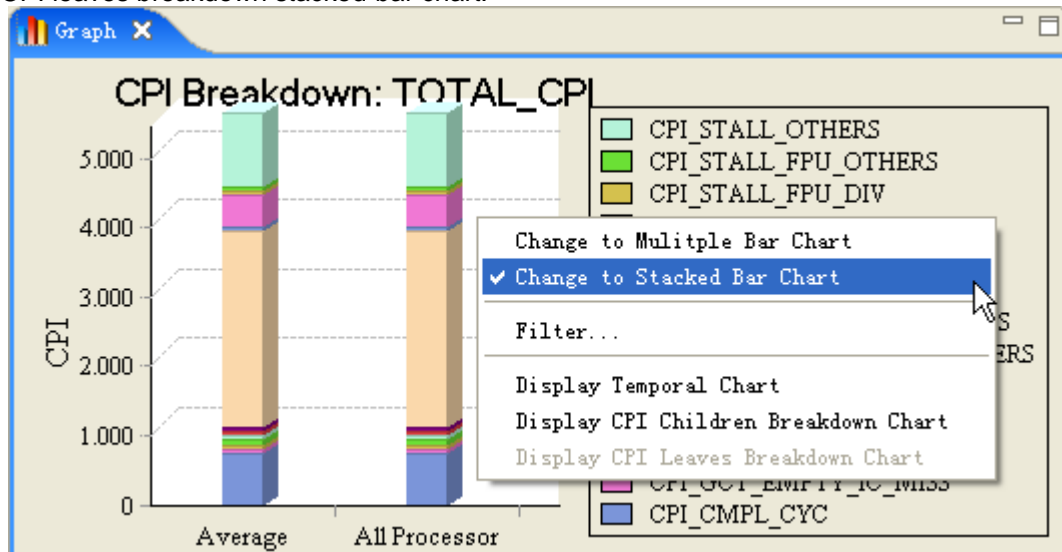 Graph
CPI Breakdown: TOTAL_CPI
5.000
4.000
3.000
2.000
1.000
0
CPI
Average
All Processor
CPI_STALL_OTHERS
CPI_STALL_FPU_OTHERS
CPI_STALL_FPU_DIV
Change to Mulitple Bar Chart
Change to Stacked Bar Chart
Filter...
Display Temporal Chart
Display CPI Children Breakdown Chart
Display CPI Leaves Breakdown Chart
CPI_GCT_EMPTY_IC_MISS
CPI_CMPL_CYC